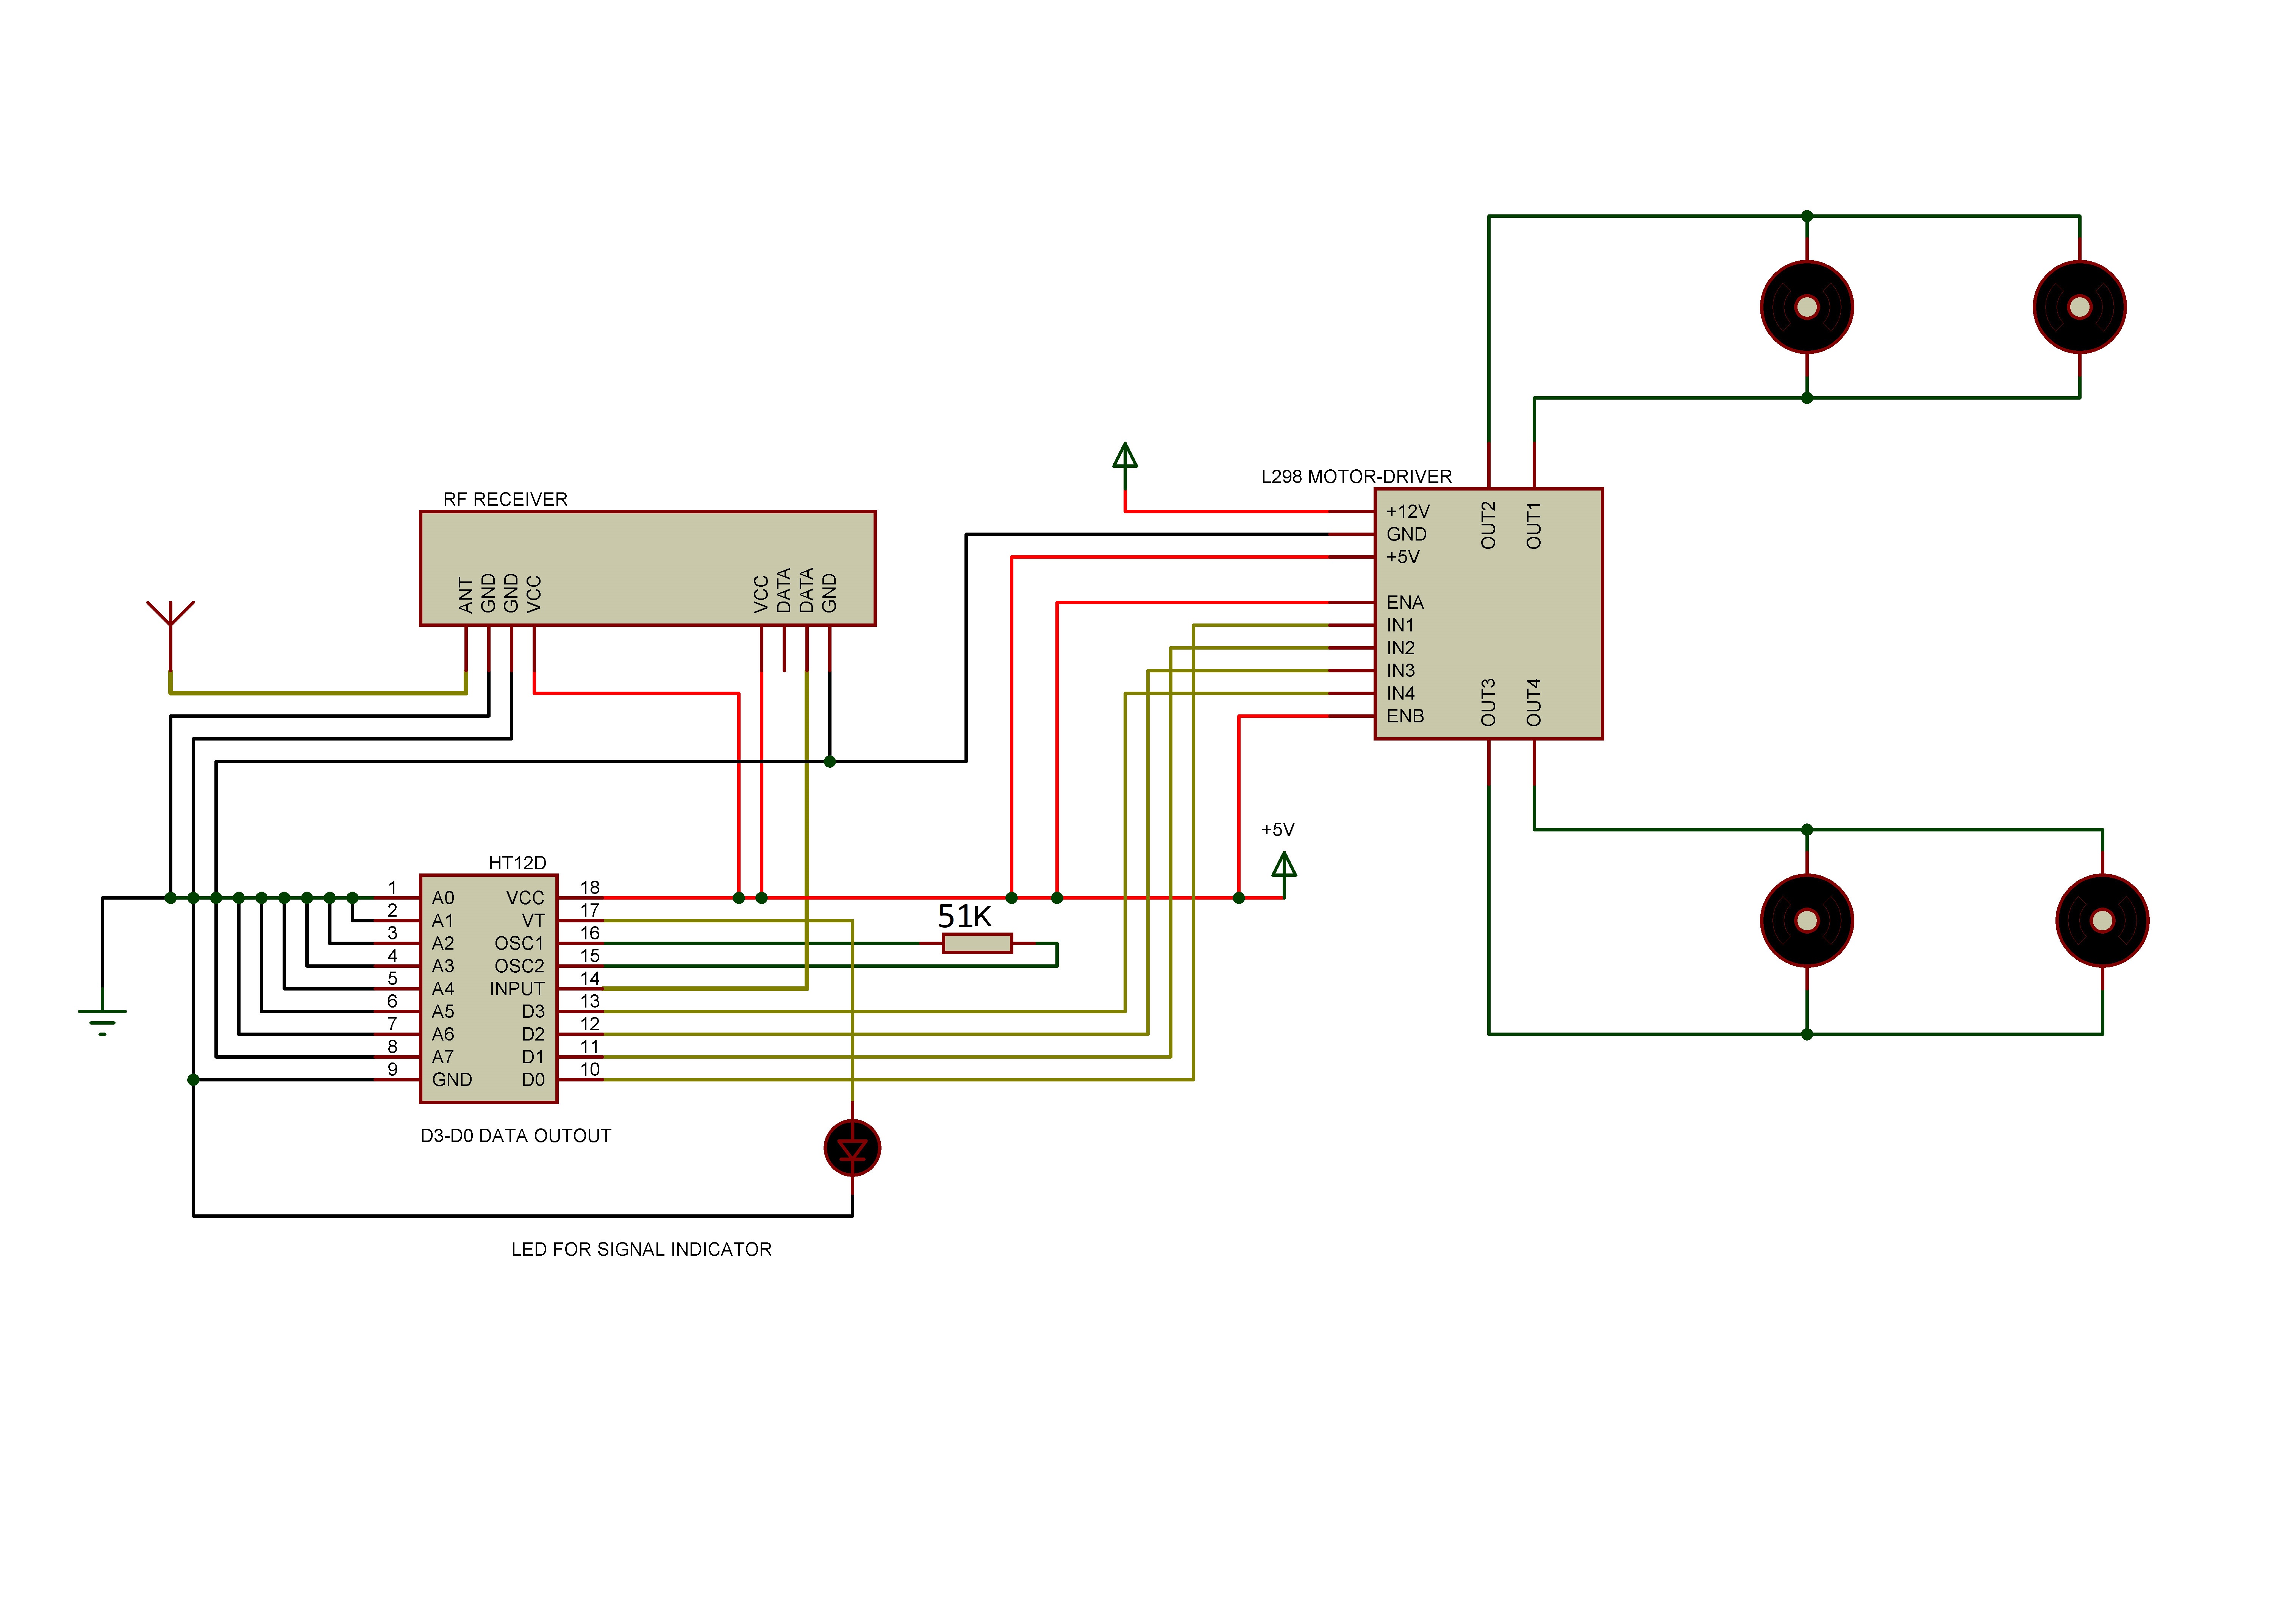 L298 MOTOR-DRIVER
+12V
GND
+5V
ENA
IN1
IN2
IN3
IN4
ENB
OUT2
OUT1
OUT3
OUT4
RF RECEIVER
ANT
GND
GND
VCC
VCC
DATA
DATA
GND
+5V
HT12D
1 A0 VCC 18
2 A1 VT 17
3 A2 OSC1 16
4 A3 OSC2 15
5 A4 INPUT 14
6 A5 D3 13
7 A6 D2 12
8 A7 D1 11
9 GND D0 10
51K
D3-D0 DATA OUTOUT
LED FOR SIGNAL INDICATOR